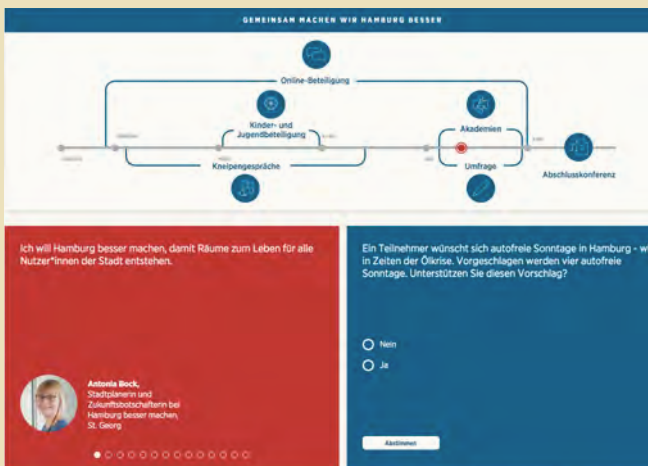 GEMEINSAM MACHEN WIR HAMBURG BESSER
Online-Beteiligung
Kinder- und
Jugendbeteiligung
Akademien
Kneipengespräche
Umfrage
Abschlusskonferenz
Ich will Hamburg besser machen, damit Räume zum Leben für alle
Nutzer*innen der Stadt entstehen.
Antonia Bock,
Stadtplanerin und
Zukunftsbotschafterin bei
Hamburg besser machen,
St. Georg
Ein Teilnehmer wünscht sich autofreie Sonntage in Hamburg - w
in Zeiten der Ölkrise. Vorgeschlagen werden vier autofreie
Sonntage. Unterstützen Sie diesen Vorschlag?
Nein
Ja
Abstimmen